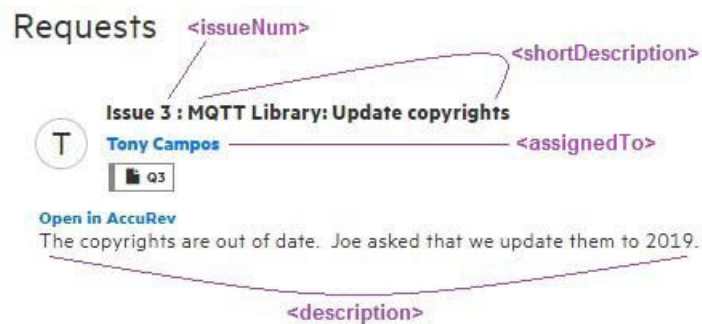 Requests <issueNum>
<shortDescription>
Issue 3 : MQTT Library: Update copyrights
T
Tony Campos <assignedTo>
Q3
Open in AccuRev
The copyrights are out of date. Joe asked that we update them to 2019.
<description>